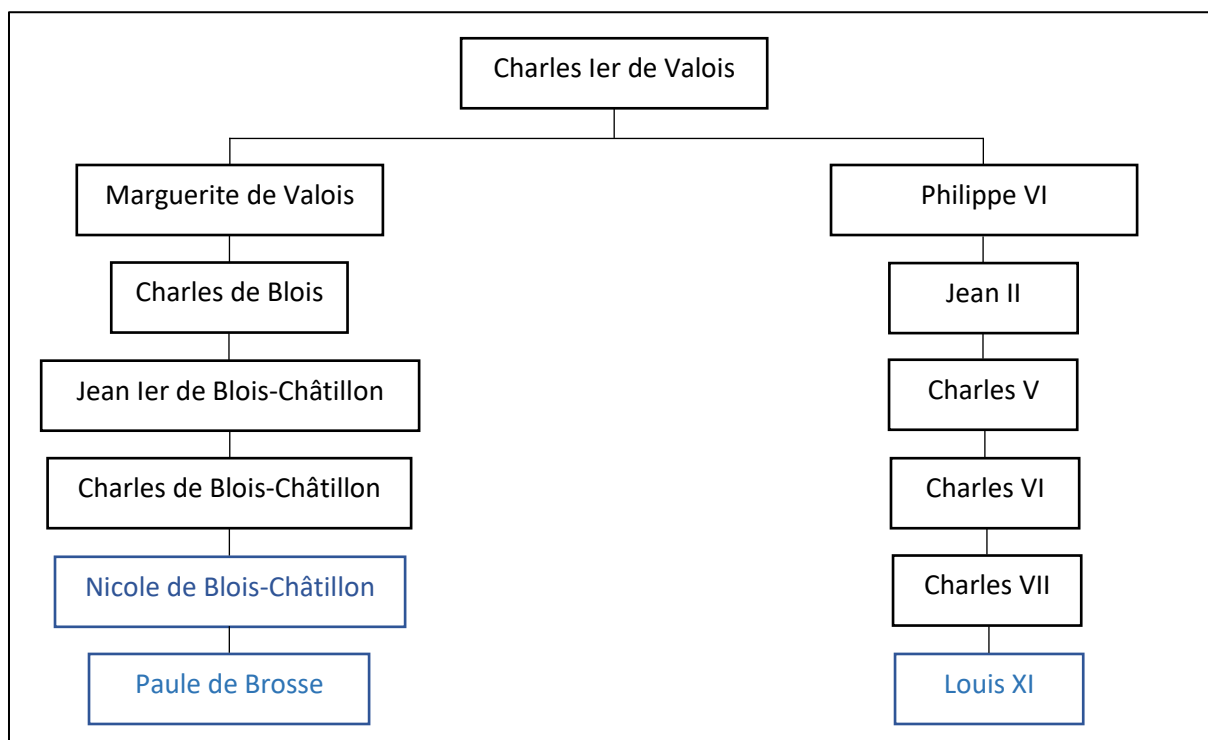 Charles Ier de Valois
Marguerite de Valois
Philippe VI
Charles de Blois
Jean II
Jean Ier de Blois-Châtillon
Charles V
Charles de Blois-Châtillon
Charles VI
Nicole de Blois-Châtillon
Charles VII
Paule de Brosse
Louis XI